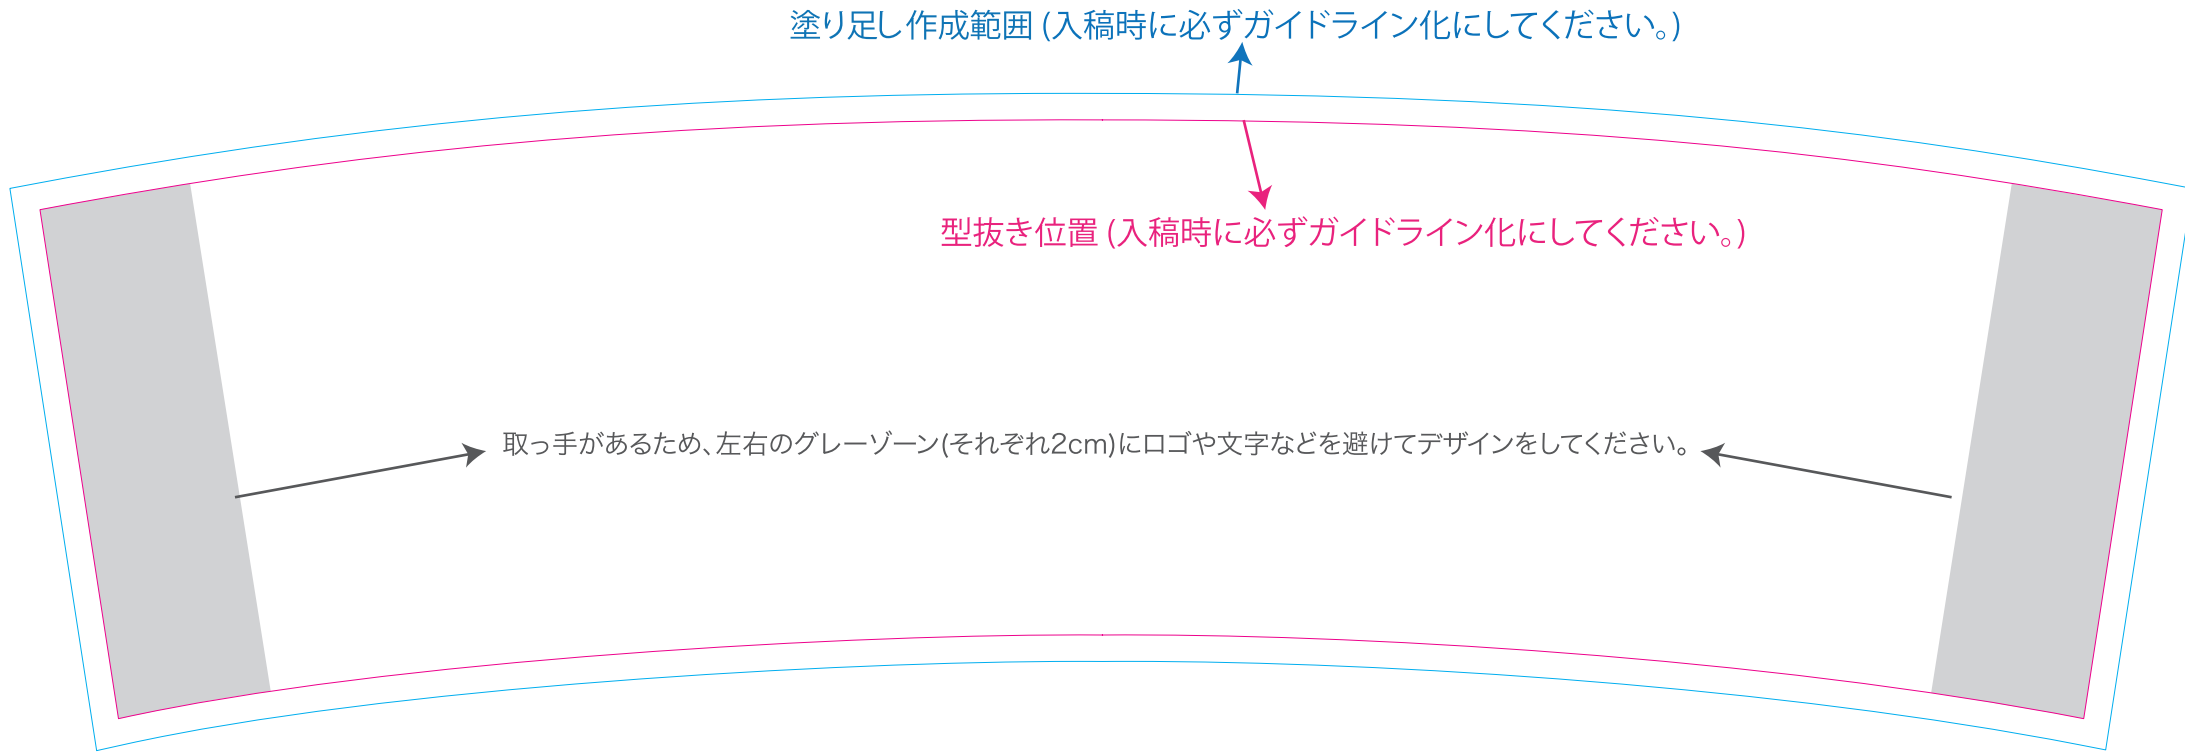 塗り足し作成範囲 (入稿時に必ずガイドライン化にしてください。)
型抜き位置 (入稿時に必ずガイドライン化にしてください。)
取っ手があるため、左右のグレーゾーン(それぞれ2cm)にロゴや文字などを避けてデザインをしてください。